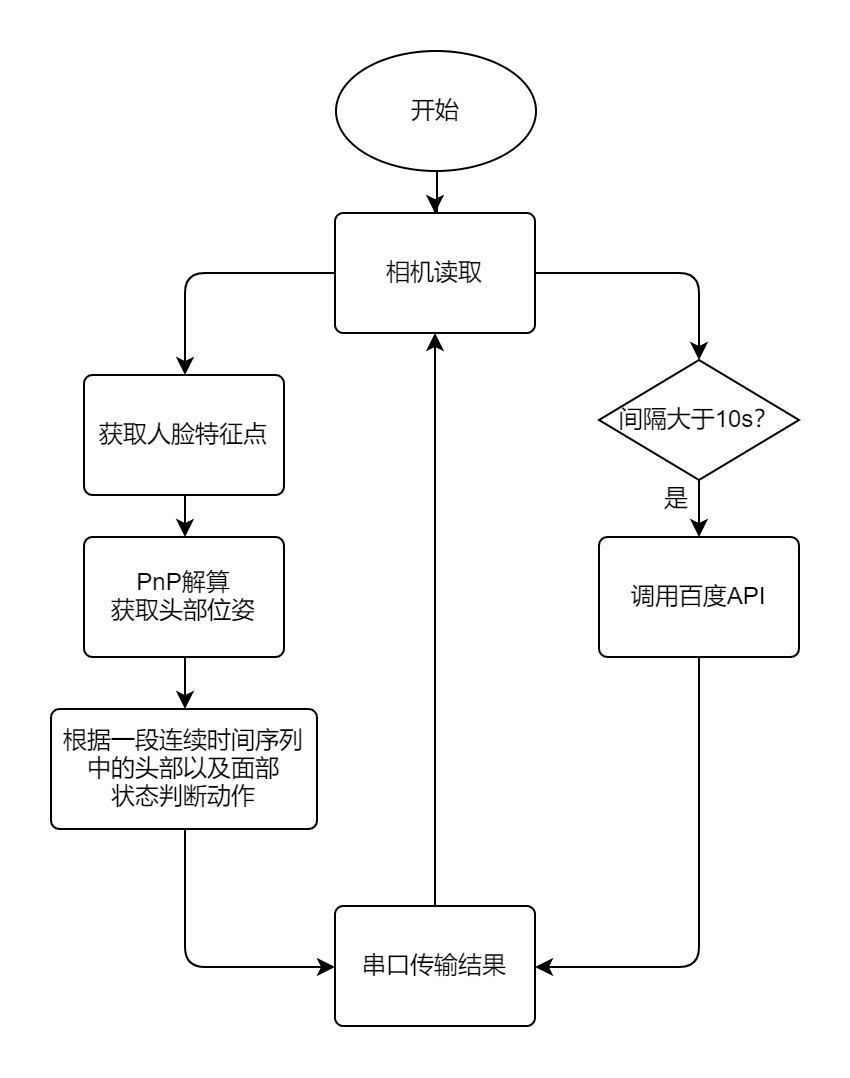 开始
相机读取
获取人脸特征点
PnP解算
获取头部位姿
根据一段连续时间序列
中的头部以及面部
状态判断动作
间隔大于10s?
是
调用百度API
串口传输结果